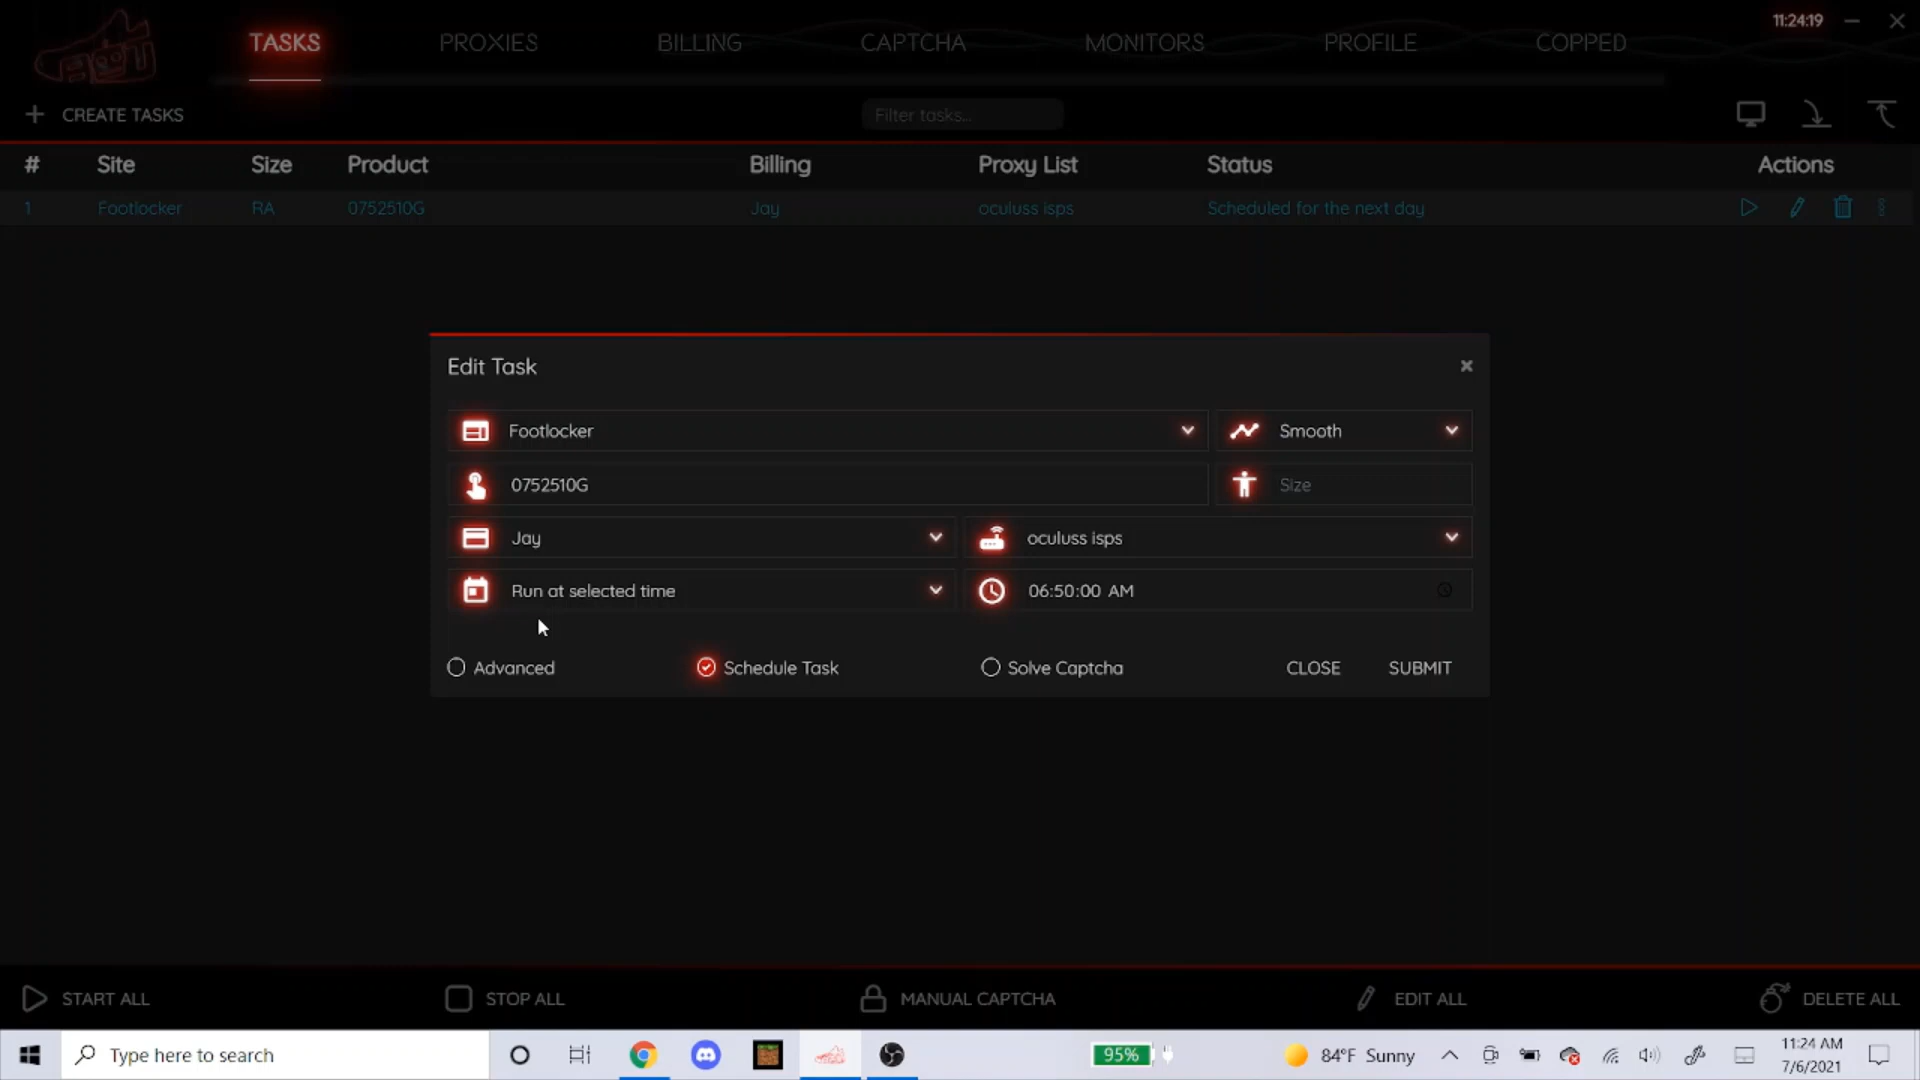 TASKS PROXIES BILLING CAPTCHA MONITORS PROFILE COPPED 11:24:19
CREATE TASKS Filter tasks...
# Site Size Product Billing Proxy List Status Actions
1 Footlocker RA 0752510G Jay oculuss isps Scheduled for the next day
Edit Task
Footlocker Smooth
0752510G Size
Jay oculuss isps
Run at selected time 06:50:00 AM
Advanced Schedule Task Solve Captcha CLOSE SUBMIT
START ALL STOP ALL MANUAL CAPTCHA EDIT ALL DELETE ALL
Type here to search 95% 84°F Sunny 11:24 AM
7/6/2021